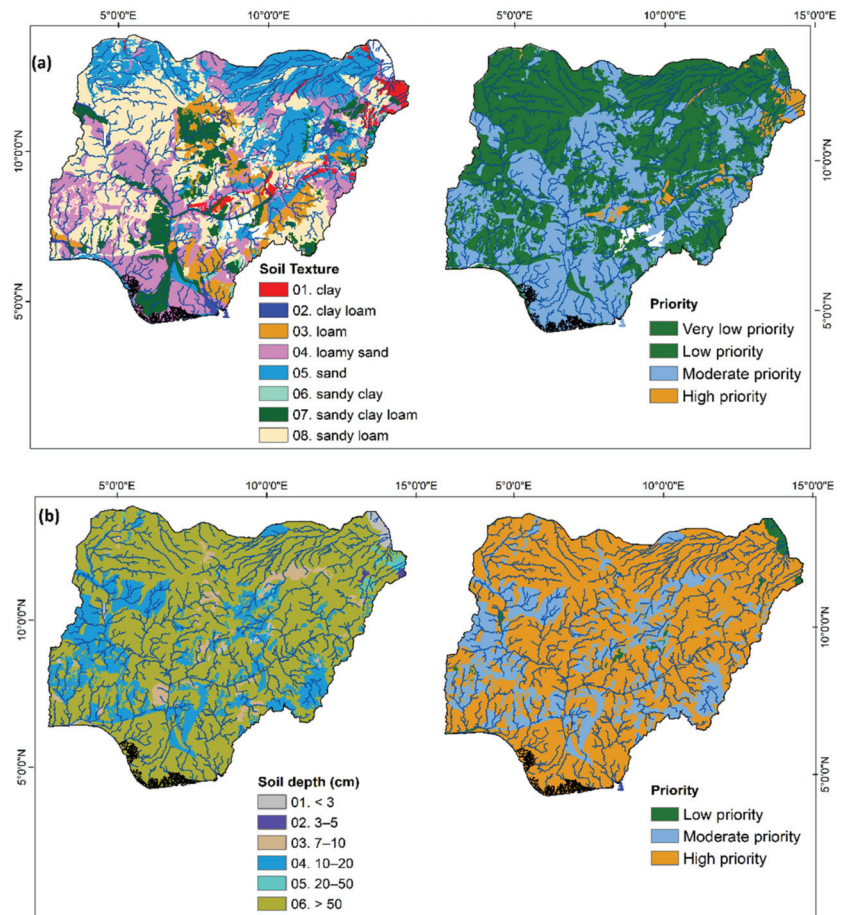 5°0'0"E 10°0'0"E 5°0'0"E 10°0'0"E 15°0'0"E
(a)
10°0'0"N
5°0'0"N
10°0'0"N
5°0'0"N
Soil Texture
01. clay
02. clay loam
03. loam
04. loamy sand
05. sand
06. sandy clay
07. sandy clay loam
08. sandy loam
Priority
Very low priority
Low priority
Moderate priority
High priority
5°0'0"E 10°0'0"E 15°0'0"E 5°0'0"E 10°0'0"E 15°0'0"E
(b)
10°0'0"N
5°0'0"N
10°0'0"N
5°0'0"N
Soil depth (cm)
01. < 3
02. 3–5
03. 7–10
04. 10–20
05. 20–50
06. > 50
Priority
Low priority
Moderate priority
High priority